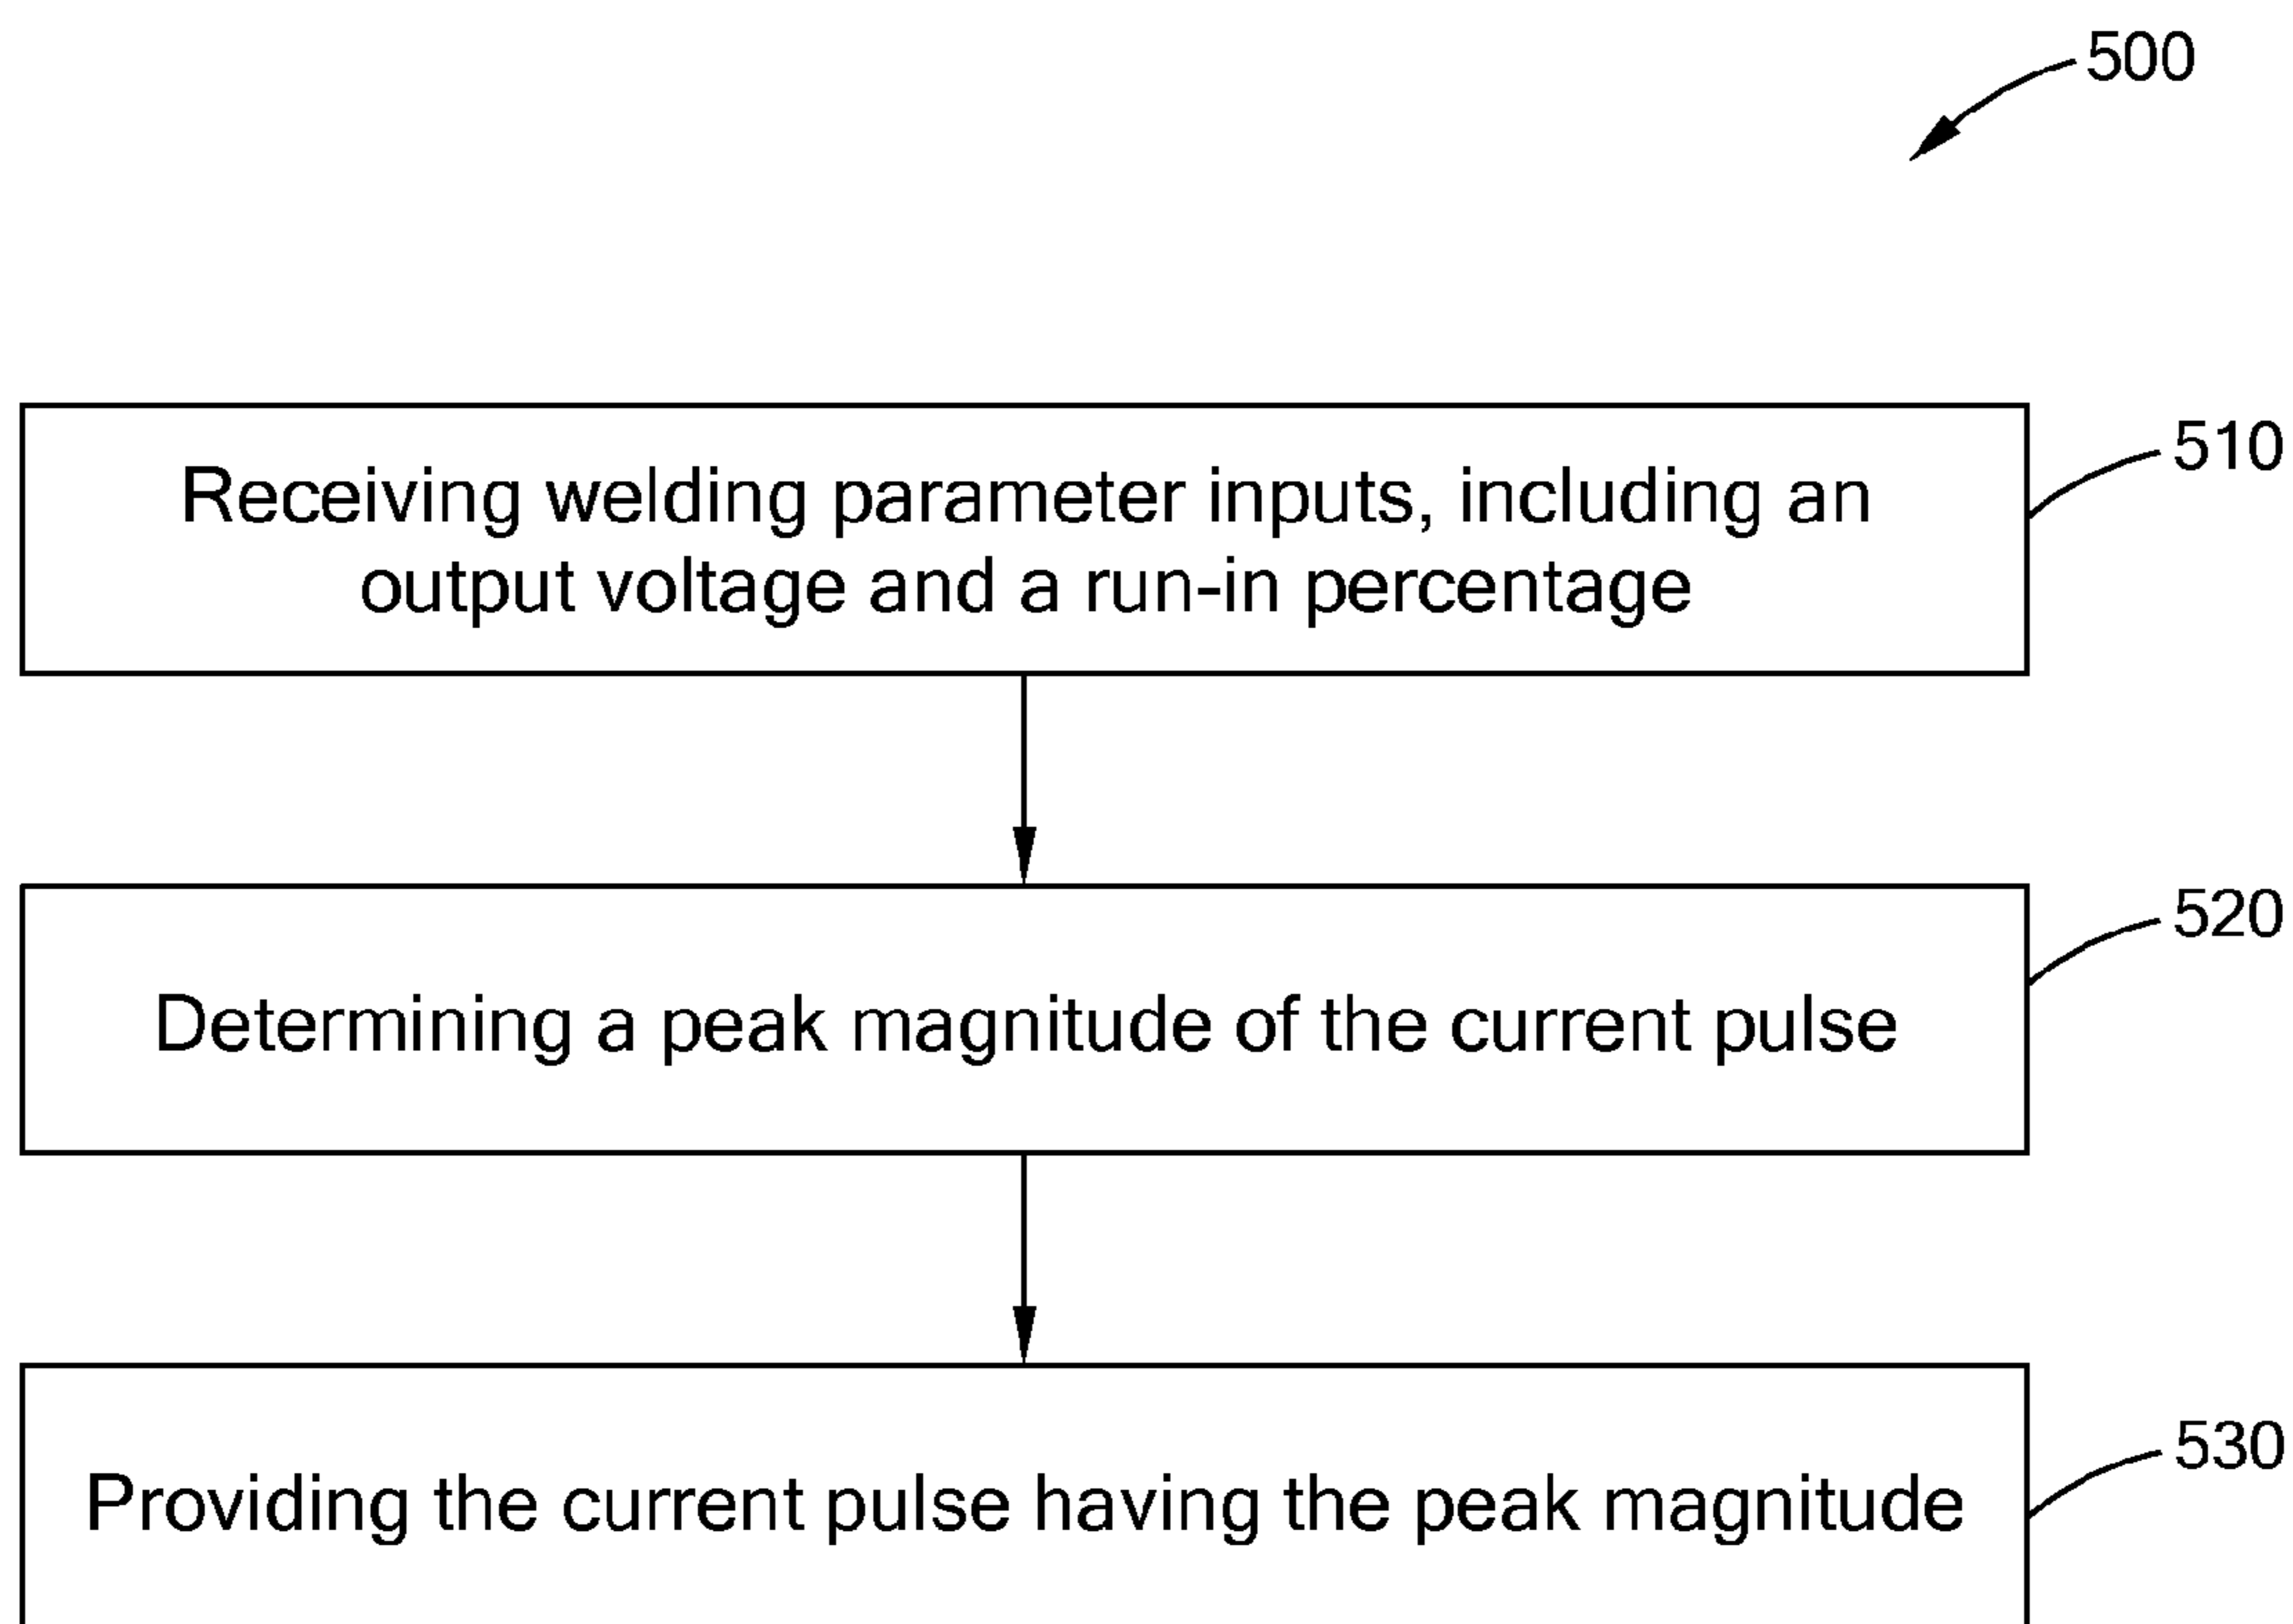 500
Receiving welding parameter inputs, including an
output voltage and a run-in percentage
510
Determining a peak magnitude of the current pulse
520
Providing the current pulse having the peak magnitude
530